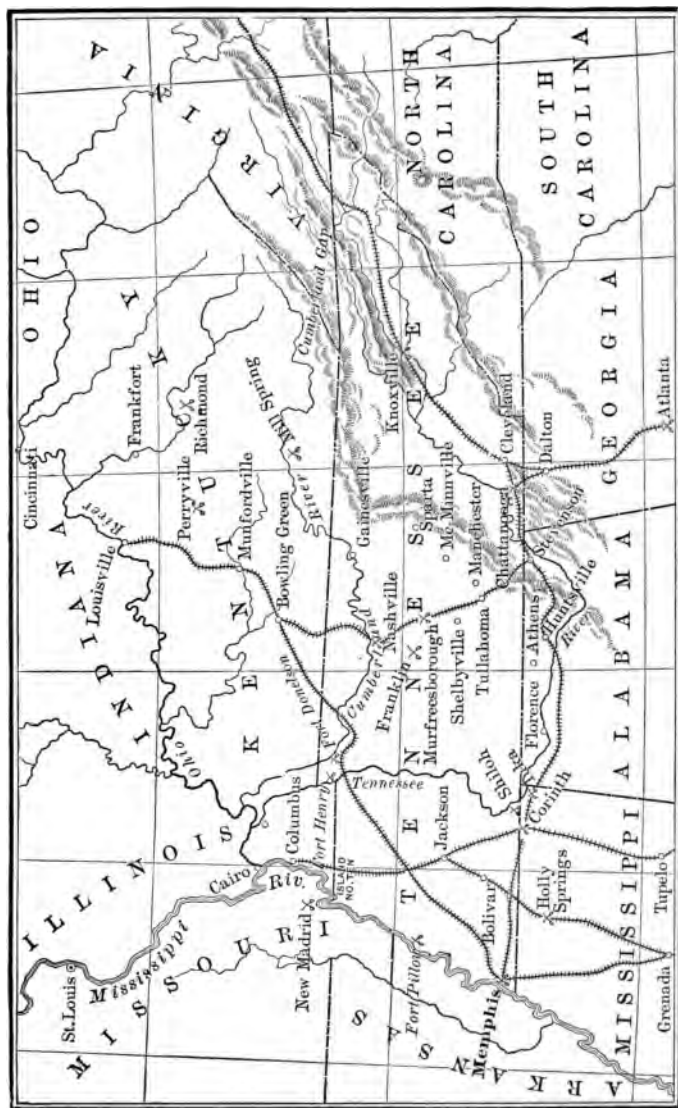 OHIO
INDIANA
ILLINOIS
MISSOURI
ARKANSAS
KENTUCKY
VIRGINIA
TENNESSEE
NORTH
CAROLINA
SOUTH
CAROLINA
GEORGIA
ALABAMA
MISSISSIPPI
Cincinnati
Frankfort
Louisville
River
Ohio
Perryville
Richmond
Munfordville
Mill Spring
Bowling Green
River
Cumberland
Cumberland Gap
Gainesville
Knoxville
Fort Donelson
Nashville
Franklin
Murfreesborough
Sparta
Mc. Minnville
Manchester
Shelbyville
Tullahoma
Chattanooga
Cleveland
Dalton
Atlanta
Stevenson
Huntsville
River
Athens
Florence
Shiloh
Corinth
Tennessee
Fort Henry
Columbus
Cairo
Riv.
Mississippi
St. Louis
New Madrid
ISLAND
NO. TEN
Fort Pillow
Jackson
Bolivar
Holly
Springs
Memphis
Grenada
Tupelo